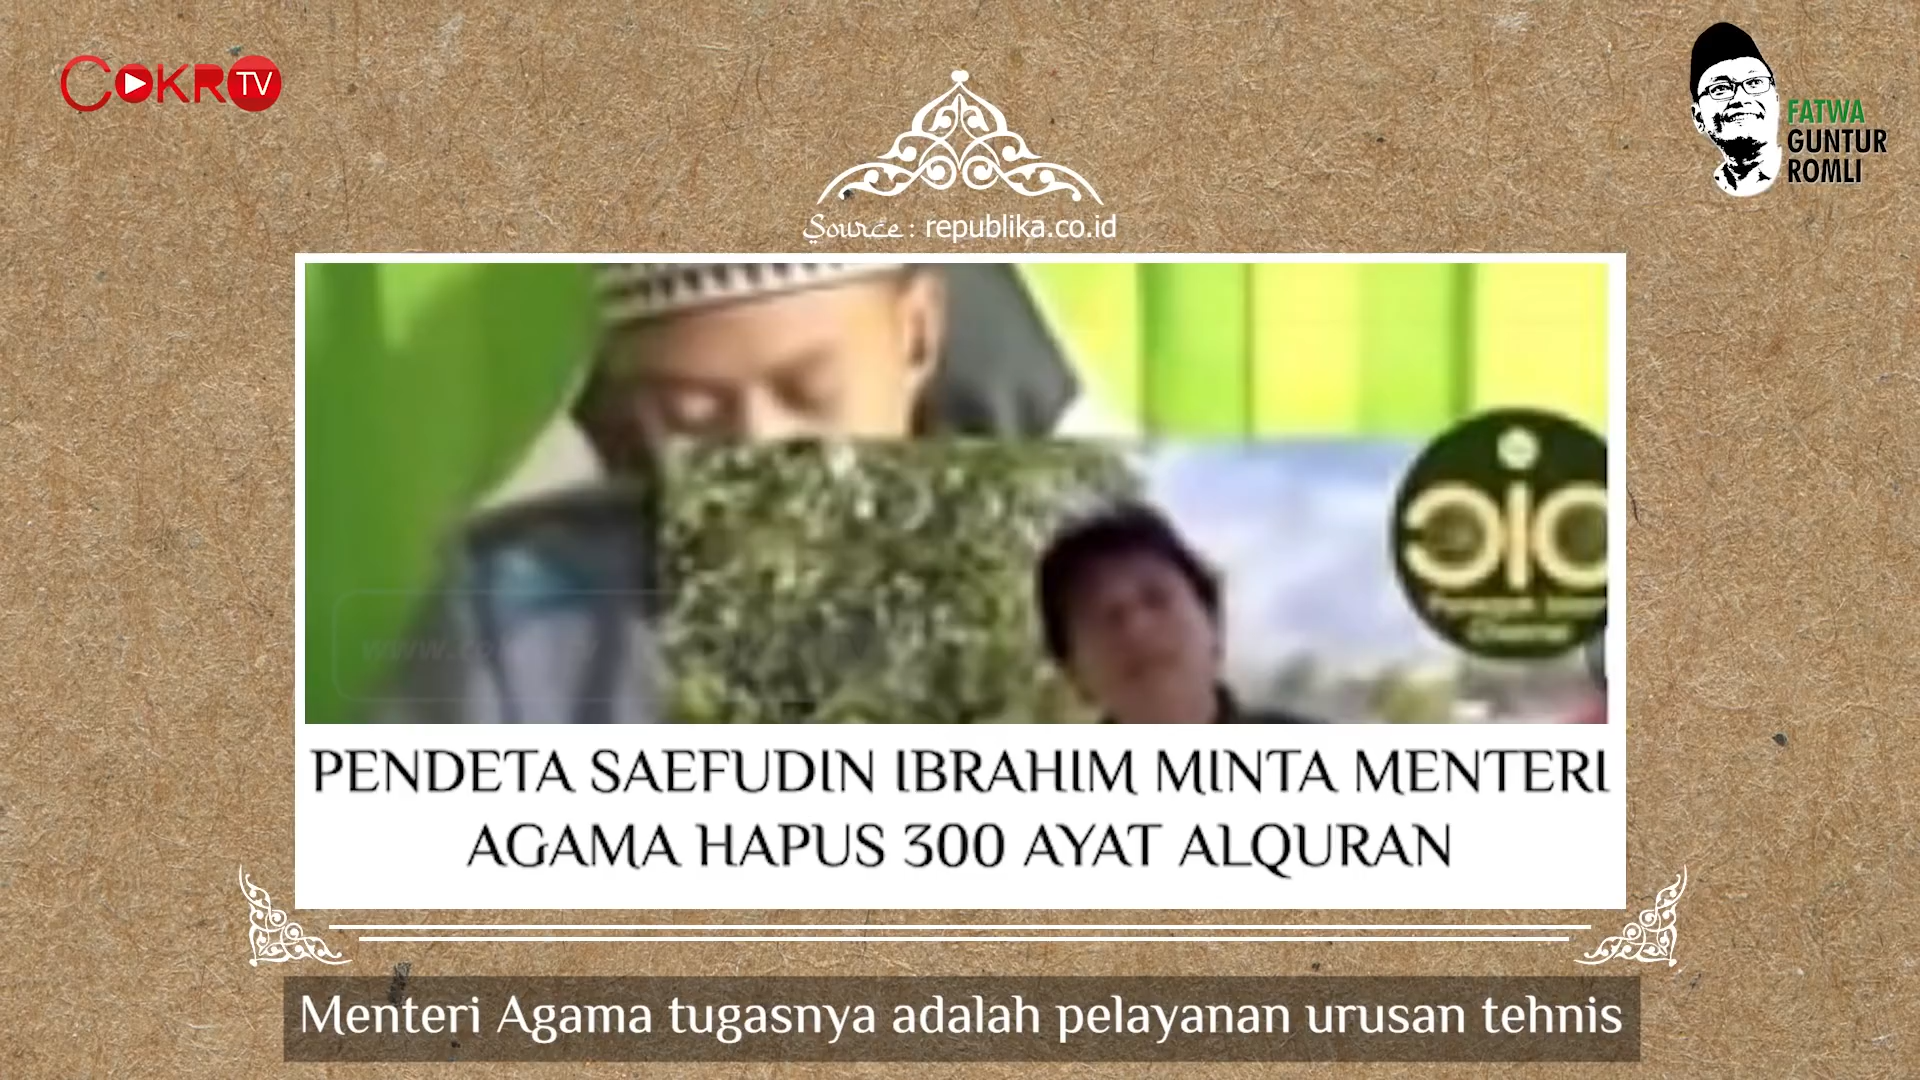 COKRO TV
FATWA
GUNTUR
ROMLI
Source : republika.co.id
PENDETA SAEFUDIN IBRAHIM MINTA MENTERI
AGAMA HAPUS 300 AYAT ALQURAN
Menteri Agama tugasnya adalah pelayanan urusan tehnis